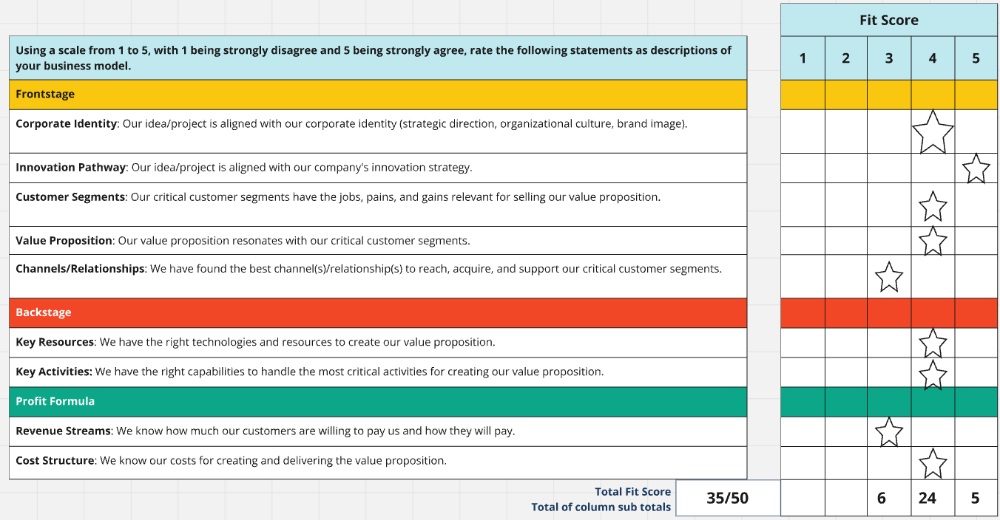 Fit Score
Using a scale from 1 to 5, with 1 being strongly disagree and 5 being strongly agree, rate the following statements as descriptions of
your business model.
1 2 3 4 5
Frontstage
Corporate Identity: Our idea/project is aligned with our corporate identity (strategic direction, organizational culture, brand image).
Innovation Pathway: Our idea/project is aligned with our company's innovation strategy.
Customer Segments: Our critical customer segments have the jobs, pains, and gains relevant for selling our value proposition.
Value Proposition: Our value proposition resonates with our critical customer segments.
Channels/Relationships: We have found the best channel(s)/relationship(s) to reach, acquire, and support our critical customer segments.
Backstage
Key Resources: We have the right technologies and resources to create our value proposition.
Key Activities: We have the right capabilities to handle the most critical activities for creating our value proposition.
Profit Formula
Revenue Streams: We know how much our customers are willing to pay us and how they will pay.
Cost Structure: We know our costs for creating and delivering the value proposition.
Total Fit Score
Total of column sub totals
35/50 6 24 5